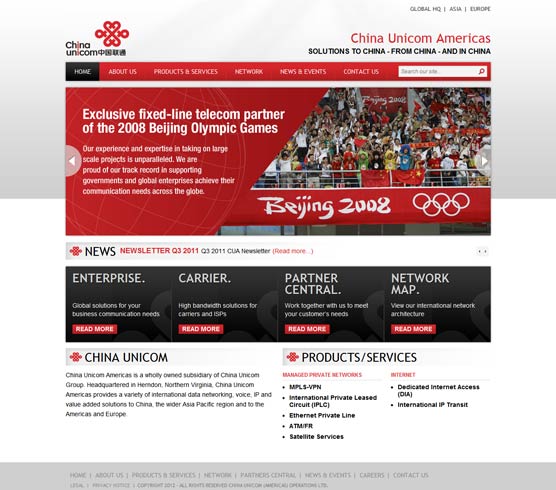 GLOBAL HQ | ASIA | EUROPE
China
unicom中国联通
China Unicom Americas
SOLUTIONS TO CHINA - FROM CHINA - AND IN CHINA
HOME ABOUT US PRODUCTS & SERVICES NETWORK NEWS & EVENTS CONTACT US Search our site...
Exclusive fixed-line telecom partner
of the 2008 Beijing Olympic Games
Our experience and expertise in taking on large
scale projects is unparalleled. We are
proud of our track record in supporting
governments and global enterprises achieve their
communication needs across the globe.
Beijing 2008
NEWS NEWSLETTER Q3 2011 Q3 2011 CUA Newsletter (Read more...)
ENTERPRISE.
Global solutions for your
business communication needs
READ MORE
CARRIER.
High bandwidth solutions for
carriers and ISPs
READ MORE
PARTNER
CENTRAL.
Work together with us to meet
your customer's needs
READ MORE
NETWORK
MAP.
View our international network
architecture
READ MORE
CHINA UNICOM
China Unicom Americas is a wholly owned subsidiary of China Unicom
Group. Headquartered in Herndon, Northern Virginia, China Unicom
Americas provides a variety of international data networking, voice, IP and
value added solutions to China, the wider Asia Pacific region and to the
Americas and Europe.
PRODUCTS/SERVICES
MANAGED PRIVATE NETWORKS
• MPLS-VPN
• International Private Leased
Circuit (IPLC)
• Ethernet Private Line
• ATM/FR
• Satellite Services
INTERNET
• Dedicated Internet Access
(DIA)
• International IP Transit
HOME | ABOUT US | PRODUCTS & SERVICES | NETWORK | PARTNERS CENTRAL | NEWS & EVENTS | CAREERS | CONTACT US
LEGAL | PRIVACY NOTICE | COPYRIGHT 2012 - ALL RIGHTS RESERVED CHINA UNICOM (AMERICAS) OPERATIONS LTD.